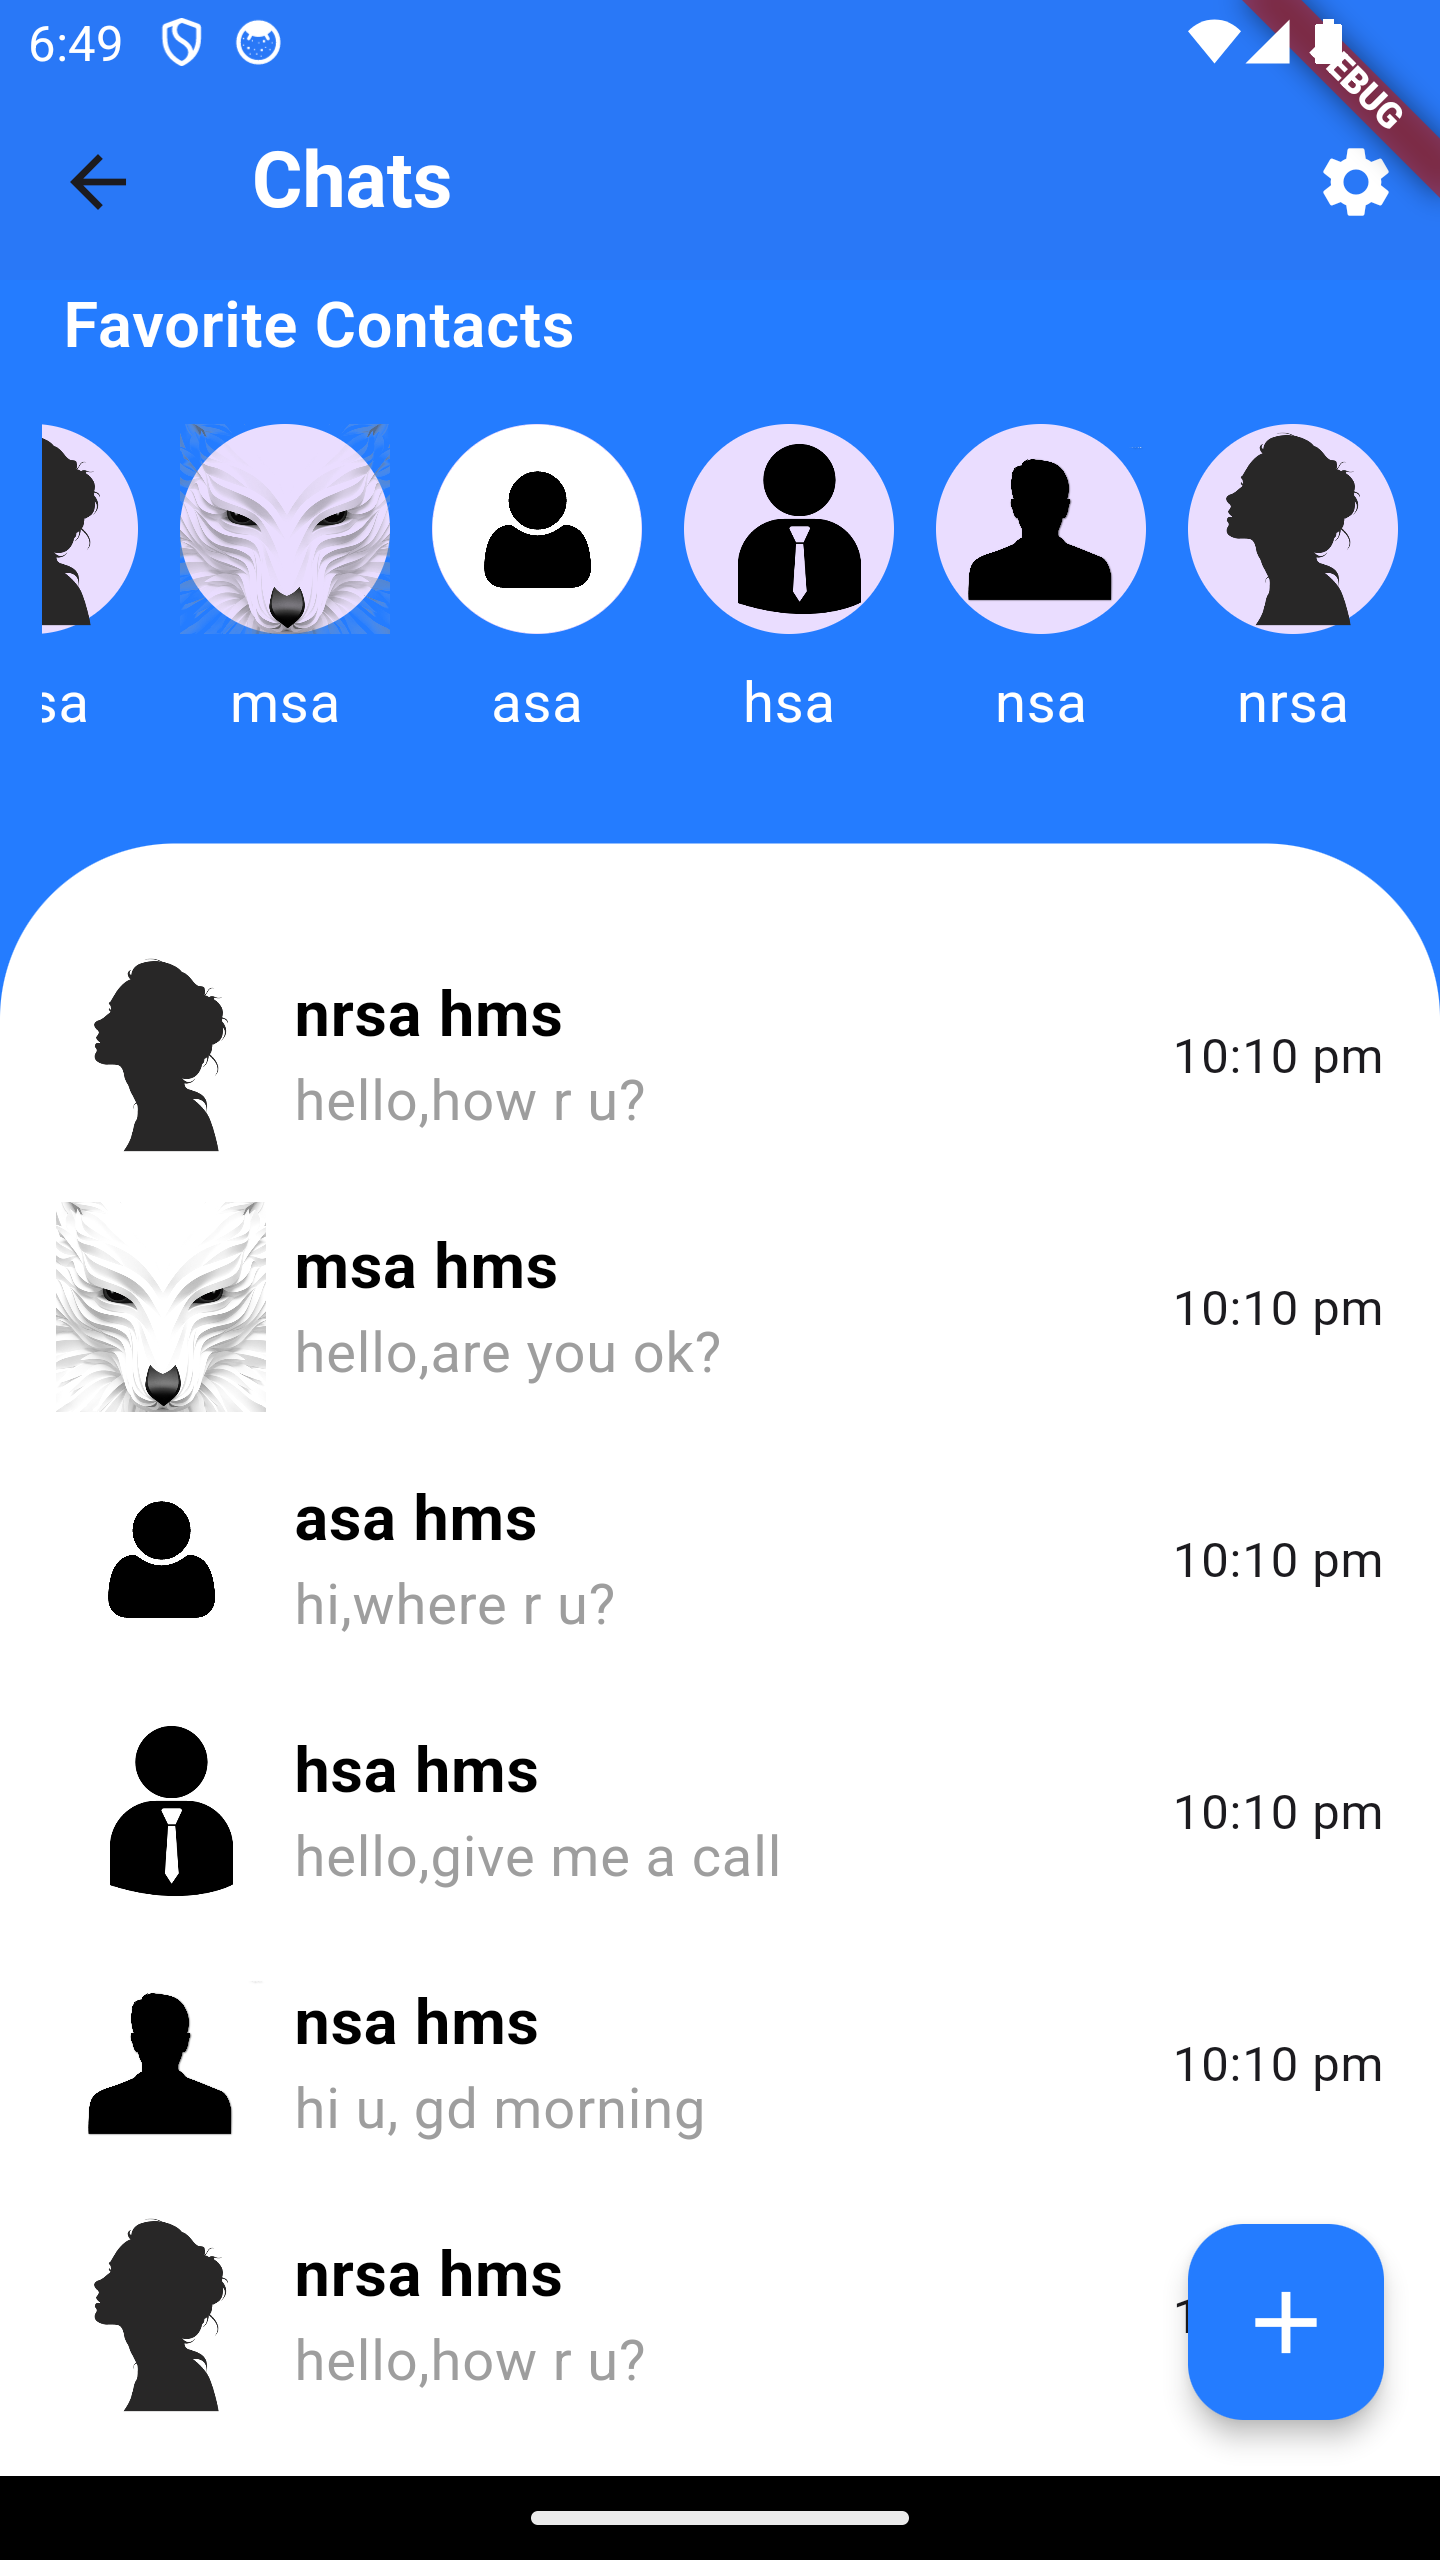 6:49
EBUG
Chats
Favorite Contacts
sa
msa
asa
hsa
nsa
nrsa
nrsa hms
hello,how r u?
10:10 pm
msa hms
hello,are you ok?
10:10 pm
asa hms
hi,where r u?
10:10 pm
hsa hms
hello,give me a call
10:10 pm
nsa hms
hi u, gd morning
10:10 pm
nrsa hms
hello,how r u?
1